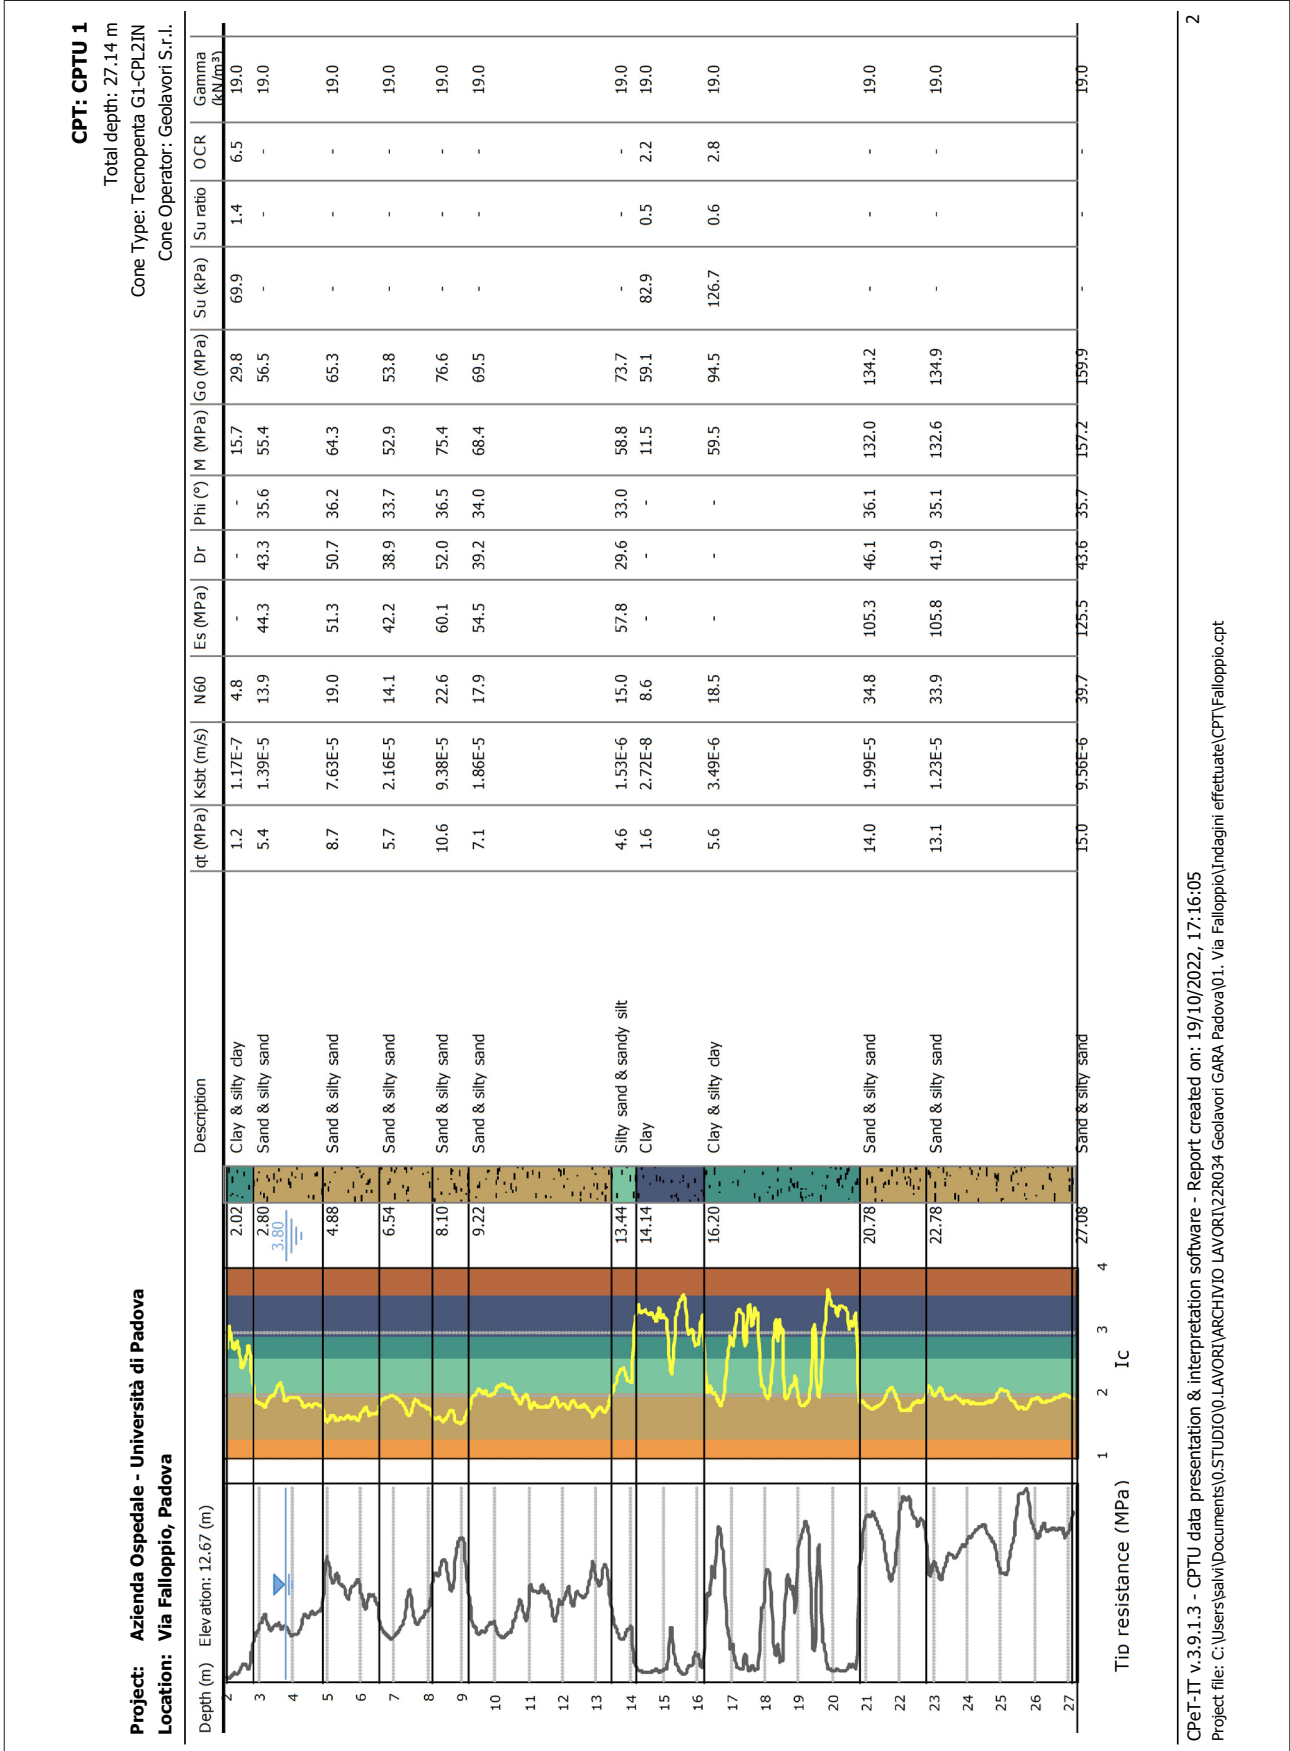 CPT: CPTU 1
Project: Azienda Ospedale - Università di Padova
Total depth: 27.14 m
Location: Via Falloppio, Padova
Cone Type: Tecnopenta G1-CPL2IN
Cone Operator: Geolavori S.r.l.
Depth (m) Elevation: 12.67 (m) Description qt (MPa) Ksbt (m/s) N60 Es (MPa) Dr Phi (°) M (MPa) Go (MPa) Su (kPa) Su ratio OCR Gamma (kN/m³)
2 2.02 Clay & silty clay 1.2 1.17E-7 4.8 - - - 15.7 29.8 69.9 1.4 6.5 19.0
3 2.80 Sand & silty sand 5.4 1.39E-5 13.9 44.3 43.3 35.6 55.4 56.5 - - - 19.0
3.80
4
5 4.88 Sand & silty sand 8.7 7.63E-5 19.0 51.3 50.7 36.2 64.3 65.3 - - - 19.0
6
7 6.54 Sand & silty sand 5.7 2.16E-5 14.1 42.2 38.9 33.7 52.9 53.8 - - - 19.0
8 8.10 Sand & silty sand 10.6 9.38E-5 22.6 60.1 52.0 36.5 75.4 76.6 - - - 19.0
9 9.22 Sand & silty sand 7.1 1.86E-5 17.9 54.5 39.2 34.0 68.4 69.5 - - - 19.0
10
11
12
13
14 13.44 Silty sand & sandy silt 4.6 1.53E-6 15.0 57.8 29.6 33.0 58.8 73.7 - - - 19.0
14.14 Clay 1.6 2.72E-8 8.6 - - - 11.5 59.1 82.9 0.5 2.2 19.0
15
16
17 16.20 Clay & silty clay 5.6 3.49E-6 18.5 - - - 59.5 94.5 126.7 0.6 2.8 19.0
18
19
20
21 20.78 Sand & silty sand 14.0 1.99E-5 34.8 105.3 46.1 36.1 132.0 134.2 - - - 19.0
22
23 22.78 Sand & silty sand 13.1 1.23E-5 33.9 105.8 41.9 35.1 132.6 134.9 - - - 19.0
24
25
26
27 27.08 Sand & silty sand 15.0 9.56E-6 39.7 125.5 43.6 35.7 157.2 159.9 - - - 19.0
1 2 3 4
Tip resistance (MPa) Ic
CPeT-IT v.3.9.1.3 - CPTU data presentation & interpretation software - Report created on: 19/10/2022, 17:16:05 2
Project file: C:\Users\salvi\Documents\0.STUDIO\0.LAVORI\ARCHIVIO LAVORI\22R034 Geolavori GARA Padova\01. Via Falloppio\Indagini effettuate\CPT\Falloppio.cpt